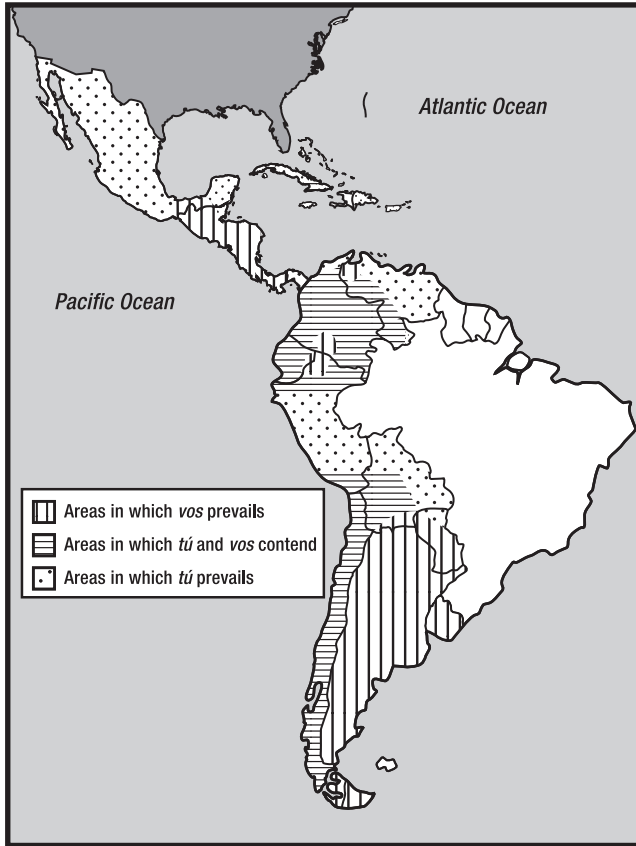 Atlantic Ocean
Pacific Ocean
Areas in which vos prevails
Areas in which tú and vos contend
Areas in which tú prevails